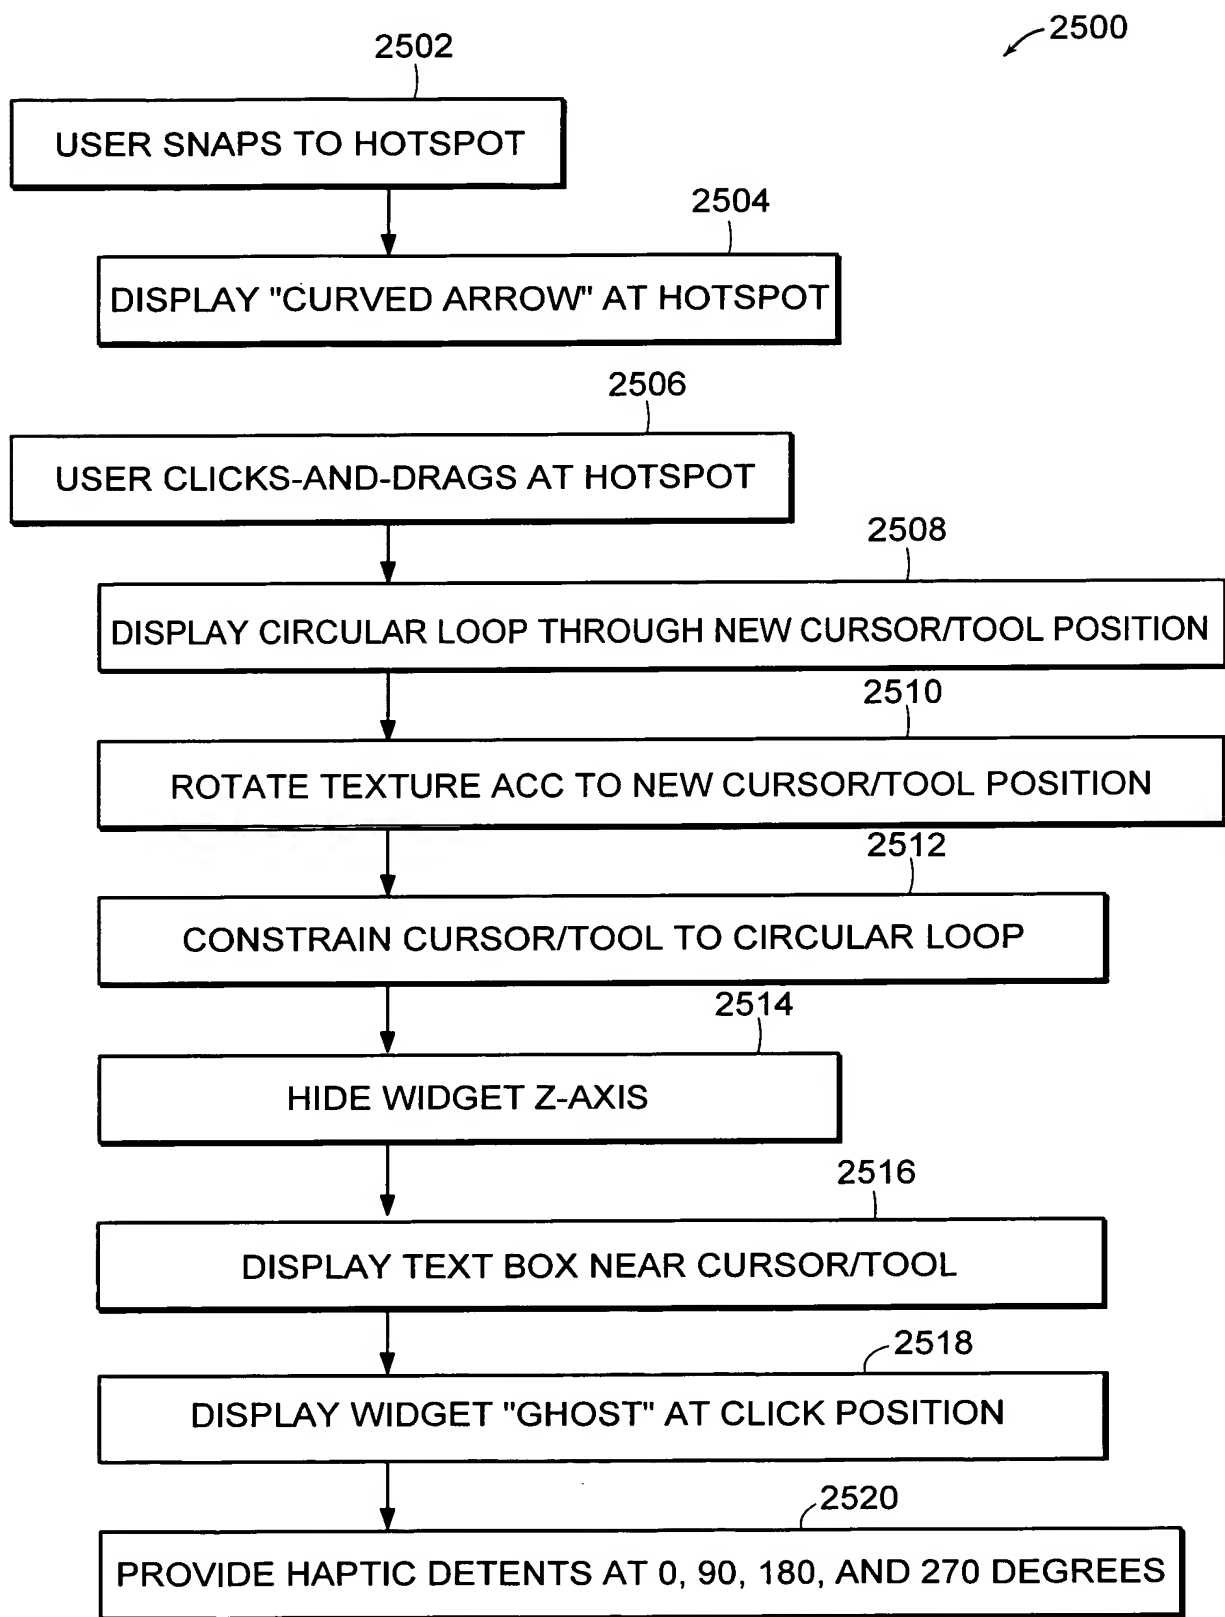 2500
2502
USER SNAPS TO HOTSPOT
2504
DISPLAY "CURVED ARROW" AT HOTSPOT
2506
USER CLICKS-AND-DRAGS AT HOTSPOT
2508
DISPLAY CIRCULAR LOOP THROUGH NEW CURSOR/TOOL POSITION
2510
ROTATE TEXTURE ACC TO NEW CURSOR/TOOL POSITION
2512
CONSTRAIN CURSOR/TOOL TO CIRCULAR LOOP
2514
HIDE WIDGET Z-AXIS
2516
DISPLAY TEXT BOX NEAR CURSOR/TOOL
2518
DISPLAY WIDGET "GHOST" AT CLICK POSITION
2520
PROVIDE HAPTIC DETENTS AT 0, 90, 180, AND 270 DEGREES